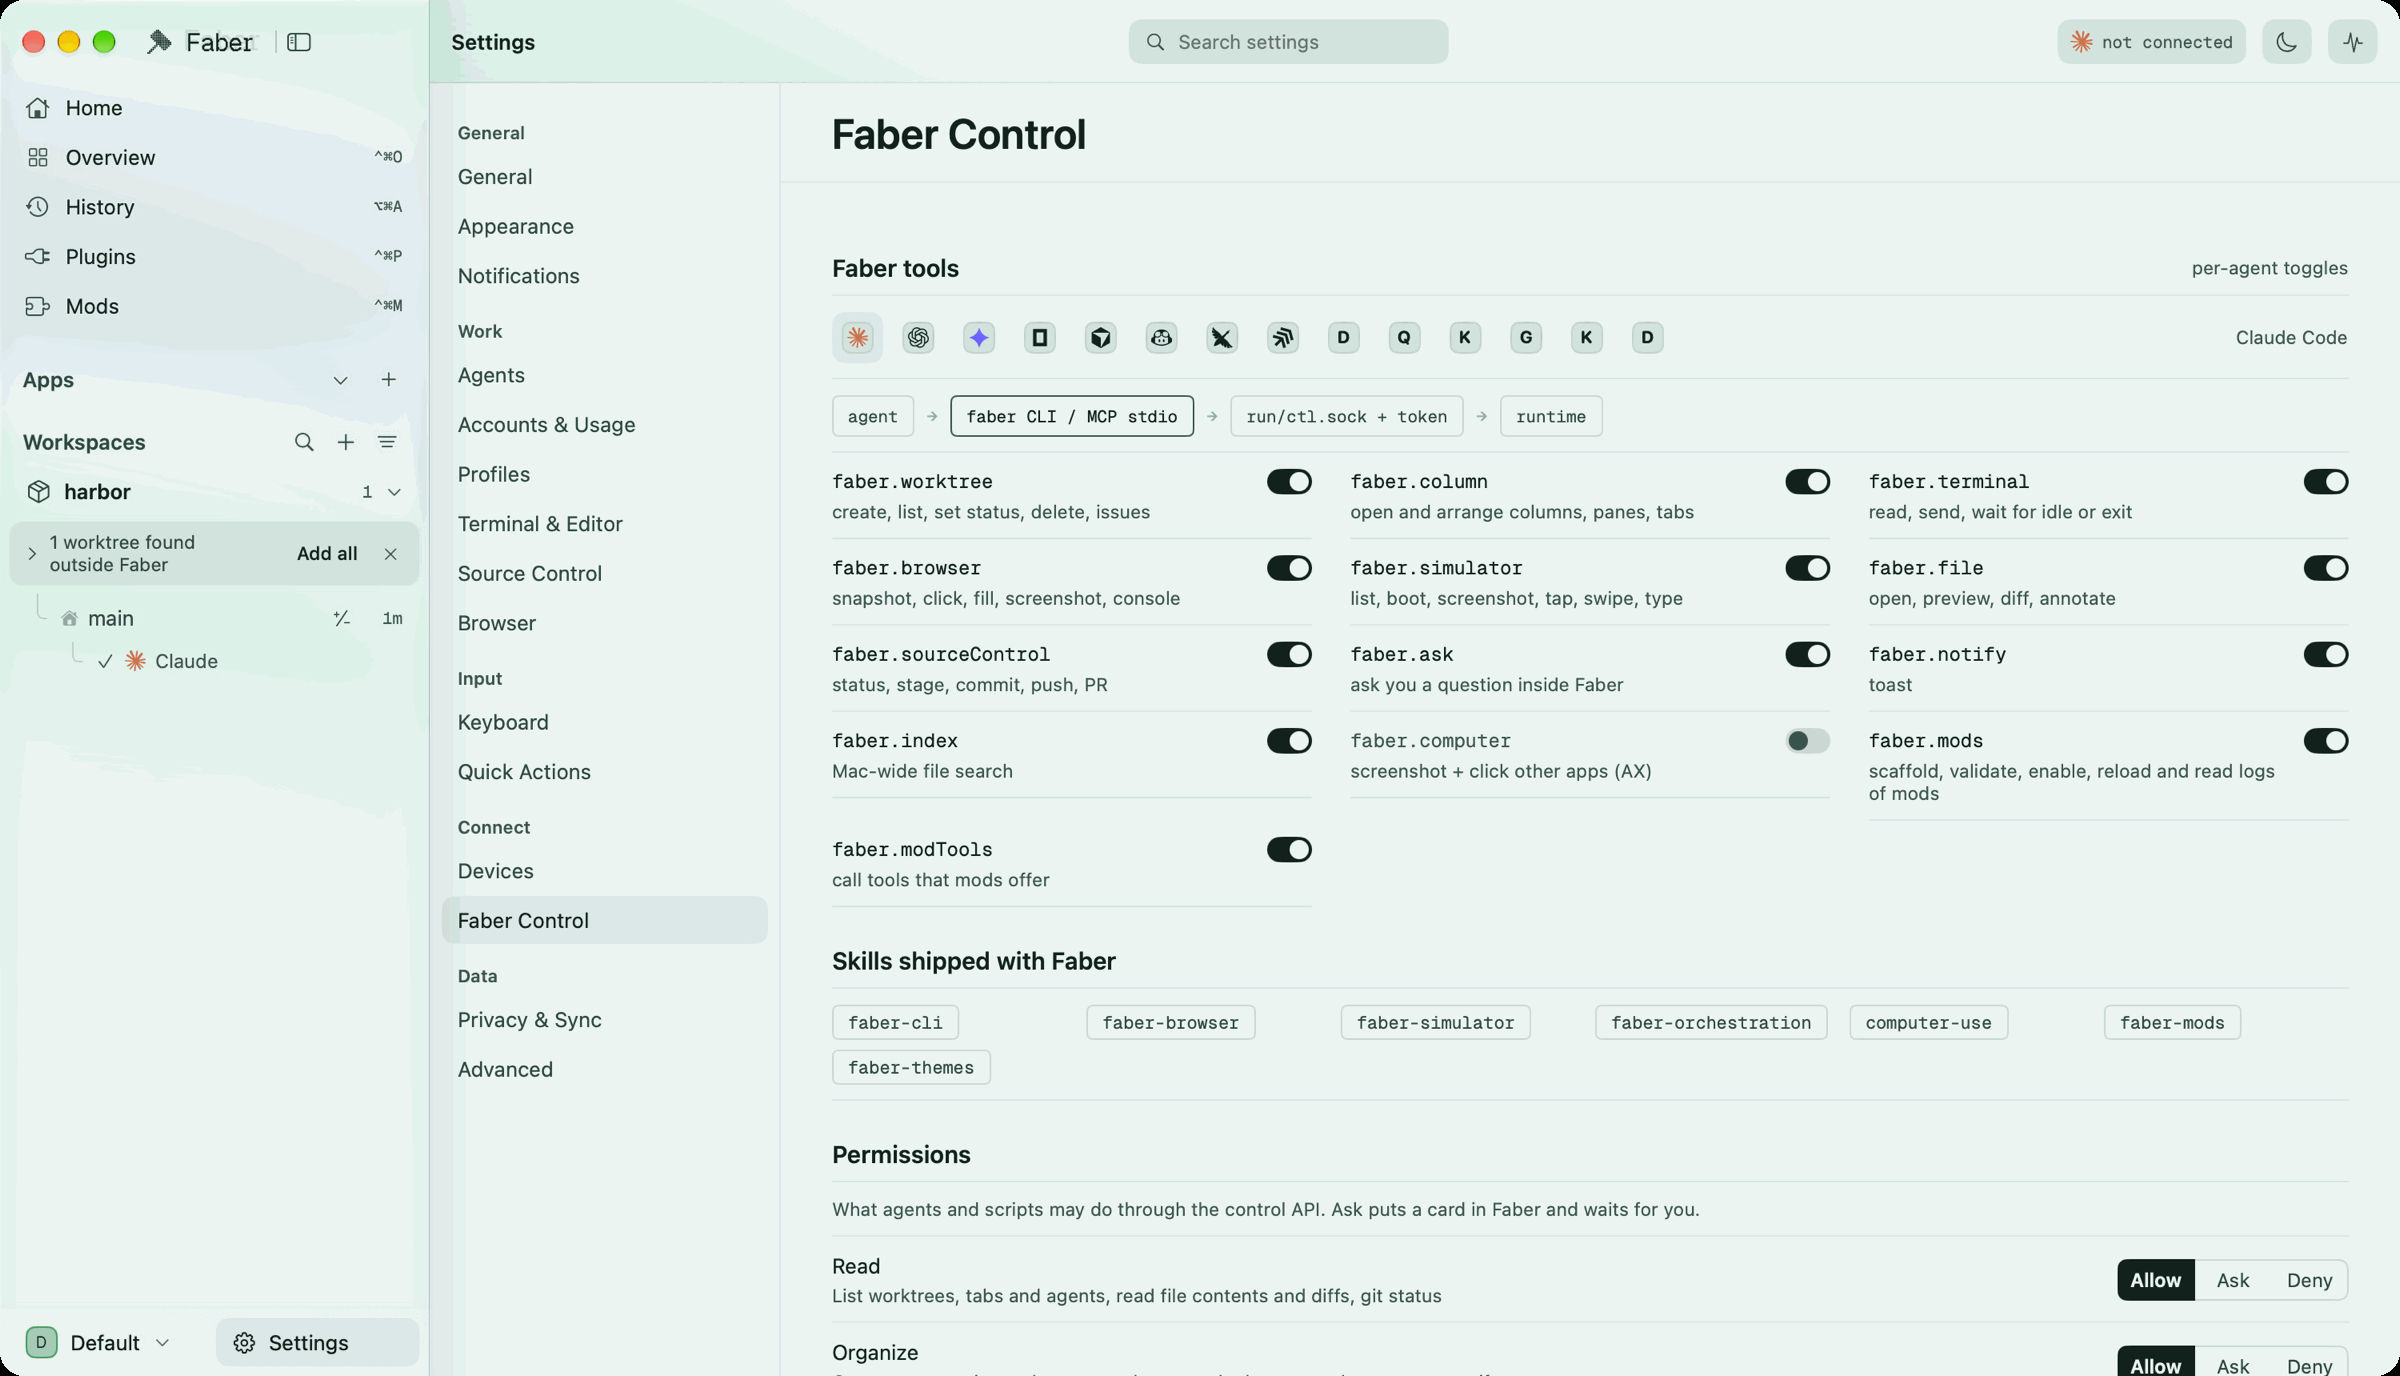 Faber
Settings
Search settings
not connected
Home
Overview ^⌘O
History ⌥⌘A
Plugins ^⌘P
Mods ^⌘M
Apps
Workspaces
harbor 1
1 worktree found
outside Faber
Add all
main 1m
Claude
D Default
Settings
General
General
Appearance
Notifications
Work
Agents
Accounts & Usage
Profiles
Terminal & Editor
Source Control
Browser
Input
Keyboard
Quick Actions
Connect
Devices
Faber Control
Data
Privacy & Sync
Advanced
Faber Control
Faber tools per-agent toggles
D Q K G K D Claude Code
agent → faber CLI / MCP stdio → run/ctl.sock + token → runtime
faber.worktree
create, list, set status, delete, issues
faber.column
open and arrange columns, panes, tabs
faber.terminal
read, send, wait for idle or exit
faber.browser
snapshot, click, fill, screenshot, console
faber.simulator
list, boot, screenshot, tap, swipe, type
faber.file
open, preview, diff, annotate
faber.sourceControl
status, stage, commit, push, PR
faber.ask
ask you a question inside Faber
faber.notify
toast
faber.index
Mac-wide file search
faber.computer
screenshot + click other apps (AX)
faber.mods
scaffold, validate, enable, reload and read logs
of mods
faber.modTools
call tools that mods offer
Skills shipped with Faber
faber-cli faber-browser faber-simulator faber-orchestration computer-use faber-mods
faber-themes
Permissions
What agents and scripts may do through the control API. Ask puts a card in Faber and waits for you.
Read
List worktrees, tabs and agents, read file contents and diffs, git status
Allow Ask Deny
Organize
Allow Ask Deny